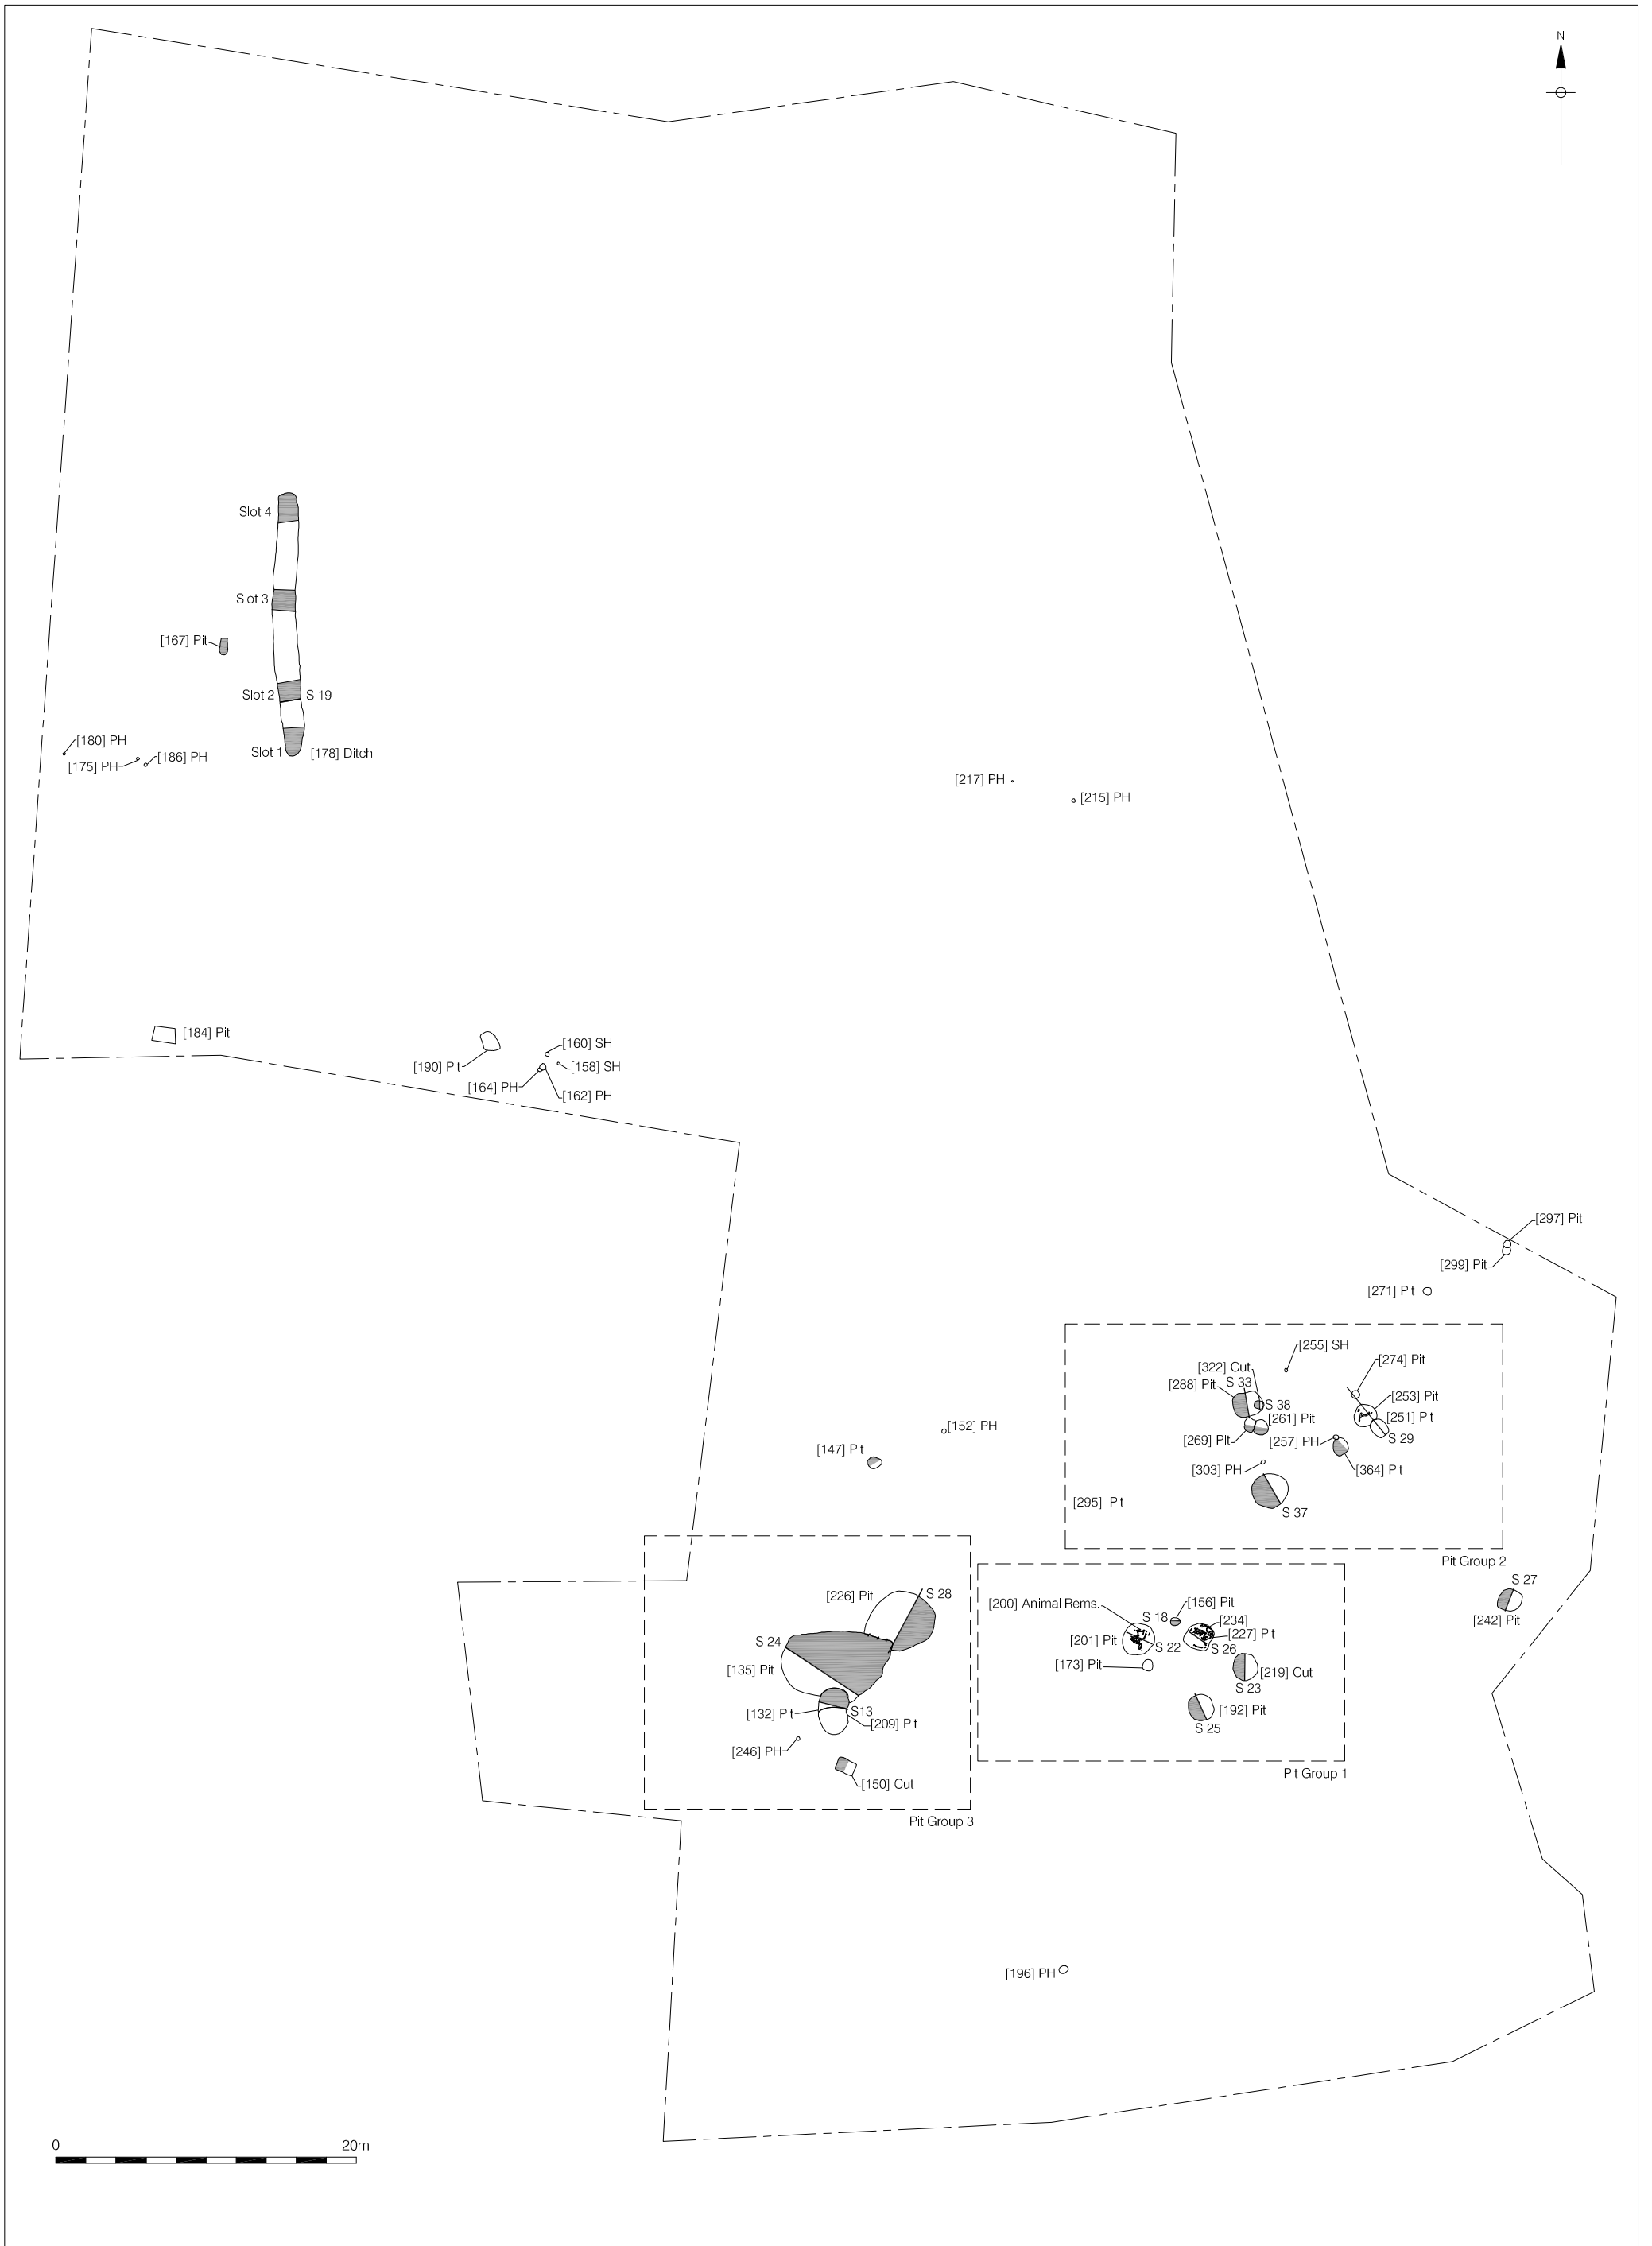 N
Slot 4
Slot 3
[167] Pit
Slot 2
S 19
[180] PH
[175] PH
[186] PH
Slot 1
[178] Ditch
[217] PH
[215] PH
[184] Pit
[190] Pit
[160] SH
[158] SH
[164] PH
[162] PH
[297] Pit
[299] Pit
[271] Pit
[255] SH
[322] Cut
[274] Pit
[288] Pit
S 33
[253] Pit
S 38
[261] Pit
[251] Pit
[269] Pit
[257] PH
S 29
[303] PH
[364] Pit
[295] Pit
S 37
Pit Group 2
[152] PH
[147] Pit
[226] Pit
S 28
S 24
[135] Pit
[132] Pit
S13
[209] Pit
[246] PH
[150] Cut
Pit Group 3
[200] Animal Rems.
S 18
[156] Pit
[234]
[201] Pit
S 22
[227] Pit
S 26
[173] Pit
[219] Cut
S 23
[192] Pit
S 25
Pit Group 1
S 27
[242] Pit
[196] PH
0
20m